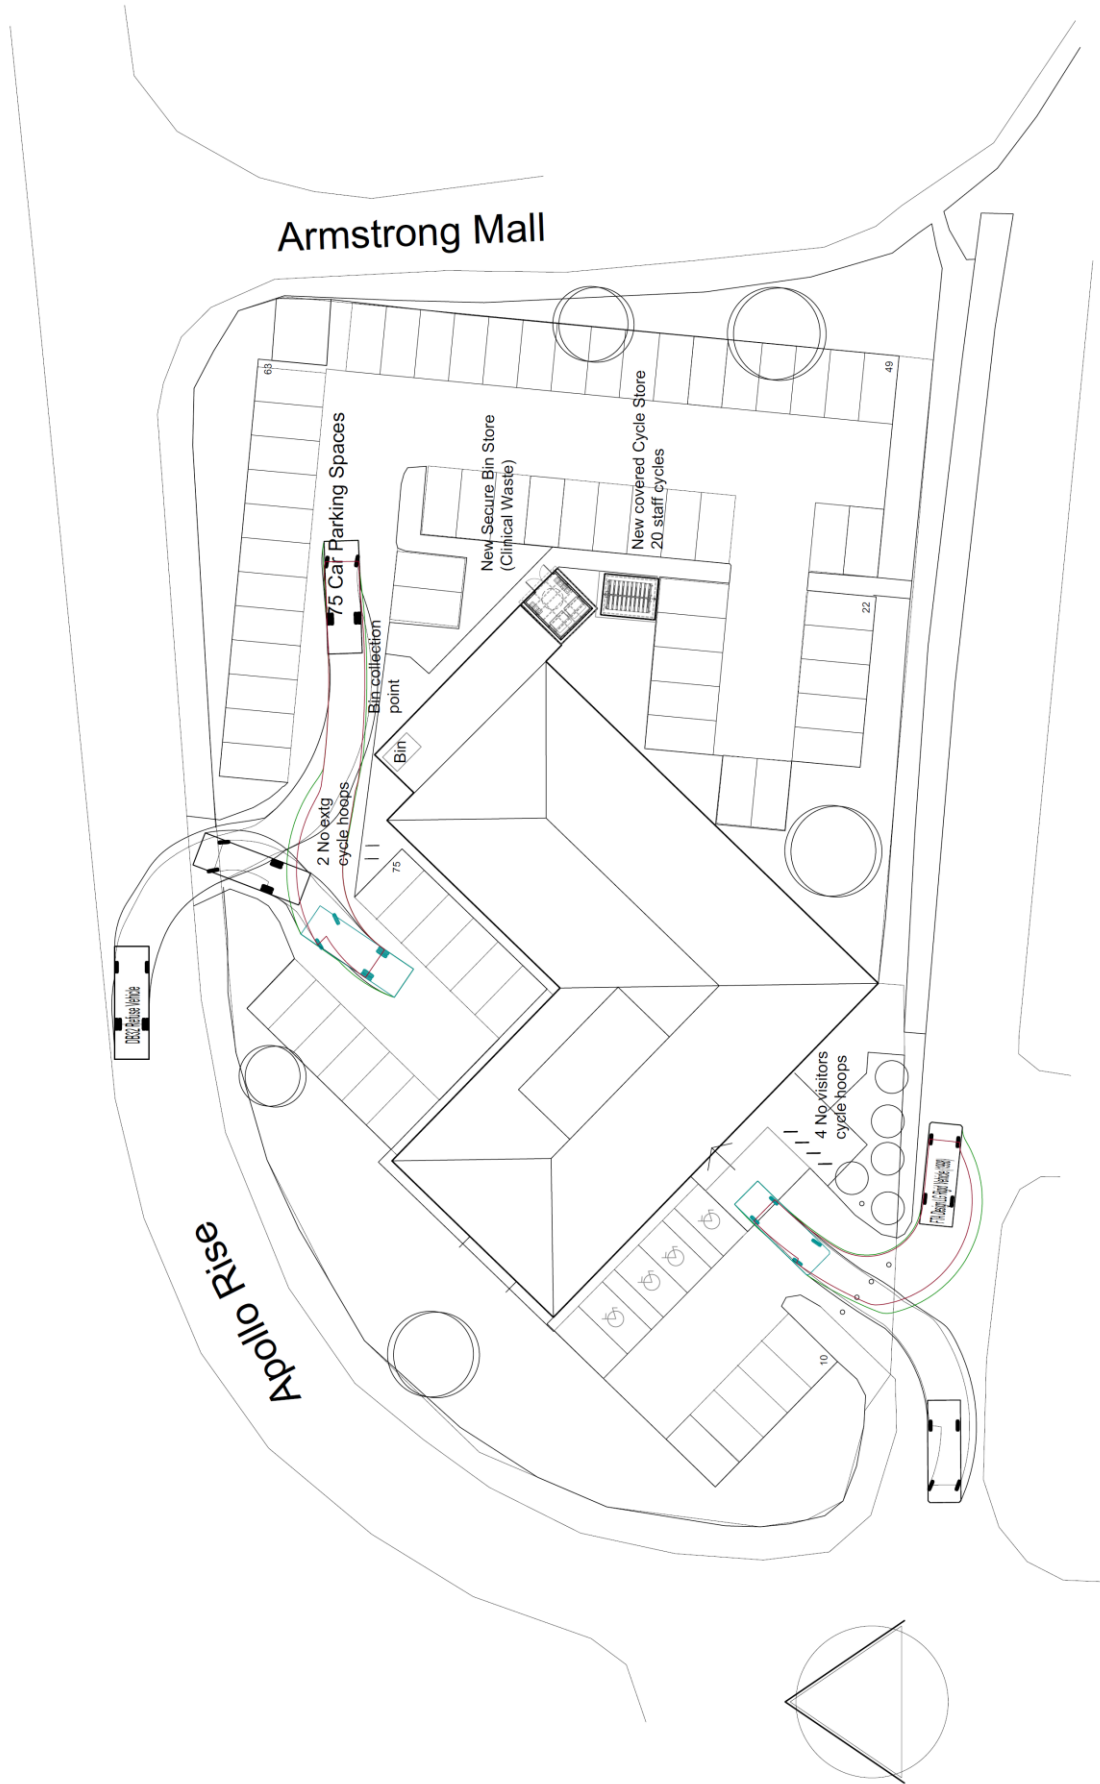 Armstrong Mall
63
49
75 Car Parking Spaces
New Secure Bin Store
(Clinical Waste)
New covered Cycle Store
20 staff cycles
22
Bin collection
point
Bin
2 No extg
cycle hoops
75
DB32 Refuse Vehicle
4 No visitors
cycle hoops
Apollo Rise
10